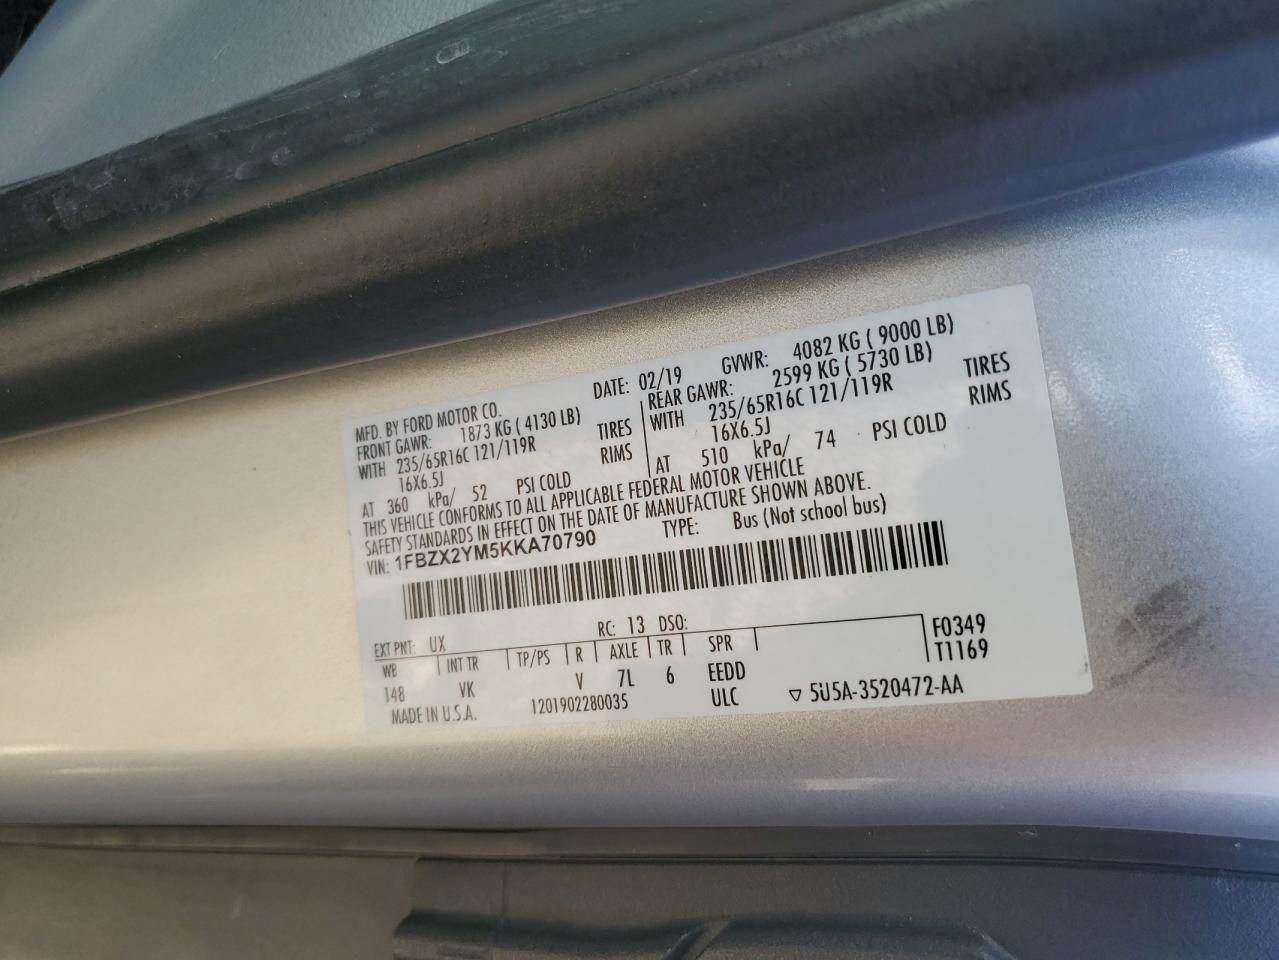 MFD. BY FORD MOTOR CO. DATE: 02/19 GVWR: 4082 KG ( 9000 LB)
FRONT GAWR: 1873 KG ( 4130 LB) REAR GAWR: 2599 KG ( 5730 LB)
WITH 235/65R16C 121/119R TIRES WITH 235/65R16C 121/119R TIRES
16X6.5J RIMS 16X6.5J RIMS
AT 360 kPa/ 52 PSI COLD AT 510 kPa/ 74 PSI COLD
THIS VEHICLE CONFORMS TO ALL APPLICABLE FEDERAL MOTOR VEHICLE
SAFETY STANDARDS IN EFFECT ON THE DATE OF MANUFACTURE SHOWN ABOVE.
VIN: 1FBZX2YM5KKA70790 TYPE: Bus (Not school bus)
EXT PNT: UX RC: 13 DSO:
WB INT TR TP/PS R AXLE TR SPR F0349
T1169
148 VK V 7L 6 EEDD
MADE IN U.S.A. 1201902280035 ULC ▽ 5U5A-3520472-AA